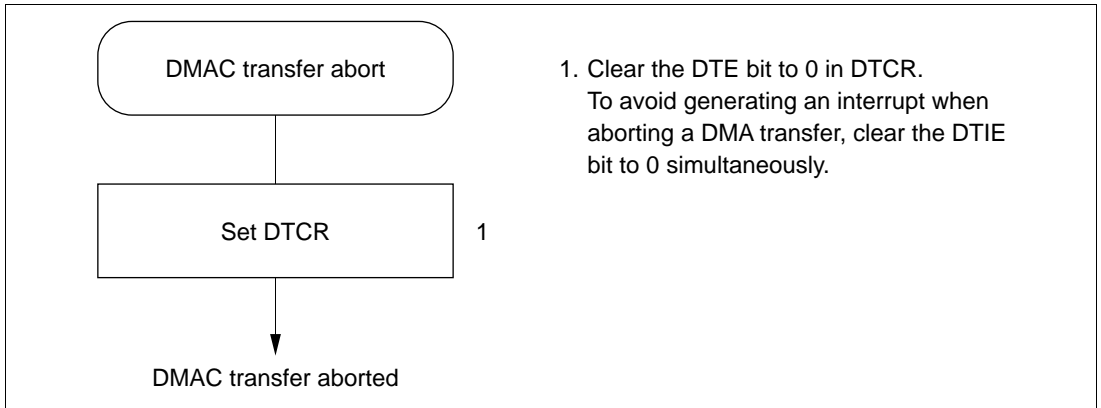 DMAC transfer abort
Set DTCR
1
DMAC transfer aborted
1. Clear the DTE bit to 0 in DTCR.
To avoid generating an interrupt when
aborting a DMA transfer, clear the DTIE
bit to 0 simultaneously.